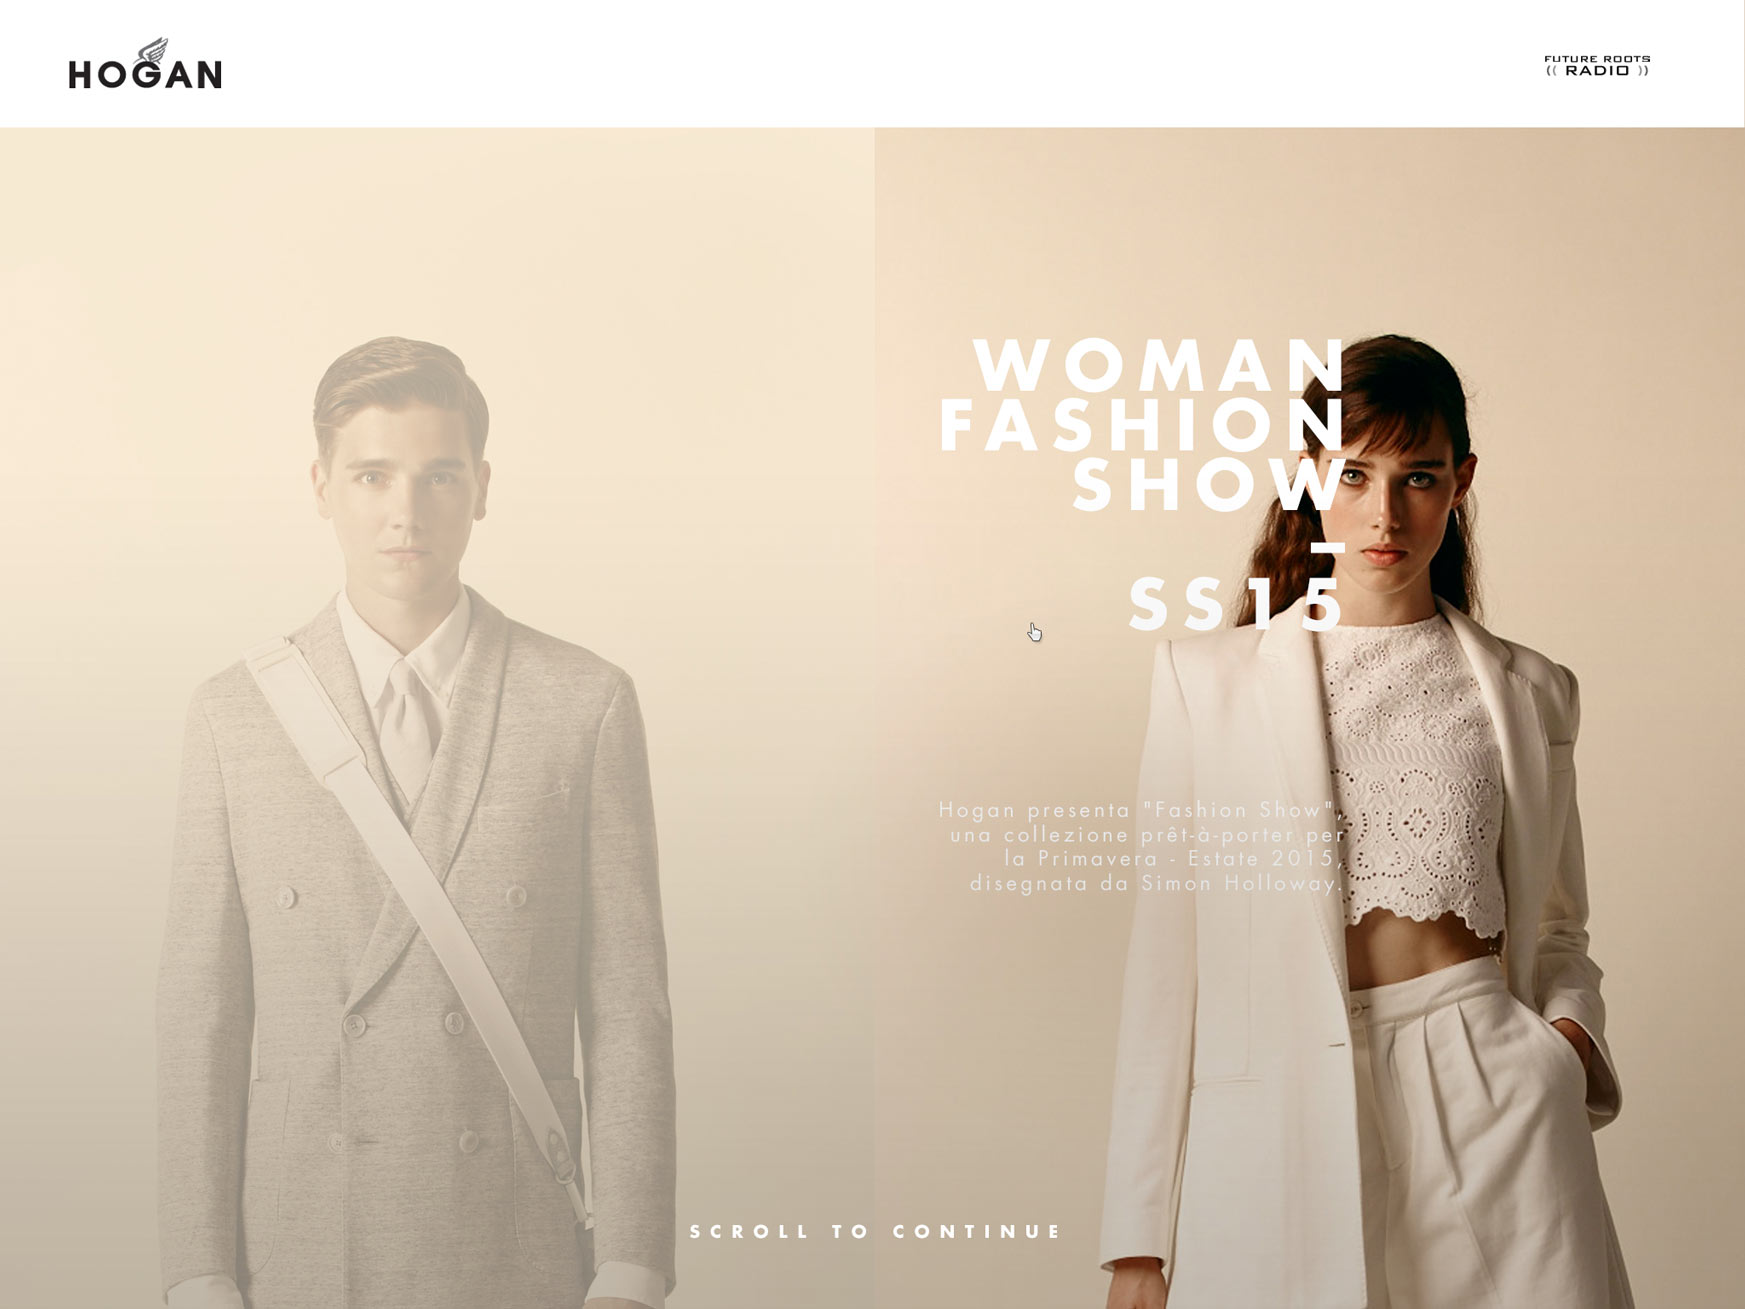 HOGAN
FUTURE ROOTS
(( RADIO ))
WOMAN
FASHION
SHOW
–
SS15
Hogan presenta "Fashion Show",
una collezione prêt-à-porter per
la Primavera - Estate 2015,
disegnata da Simon Holloway.
SCROLL TO CONTINUE